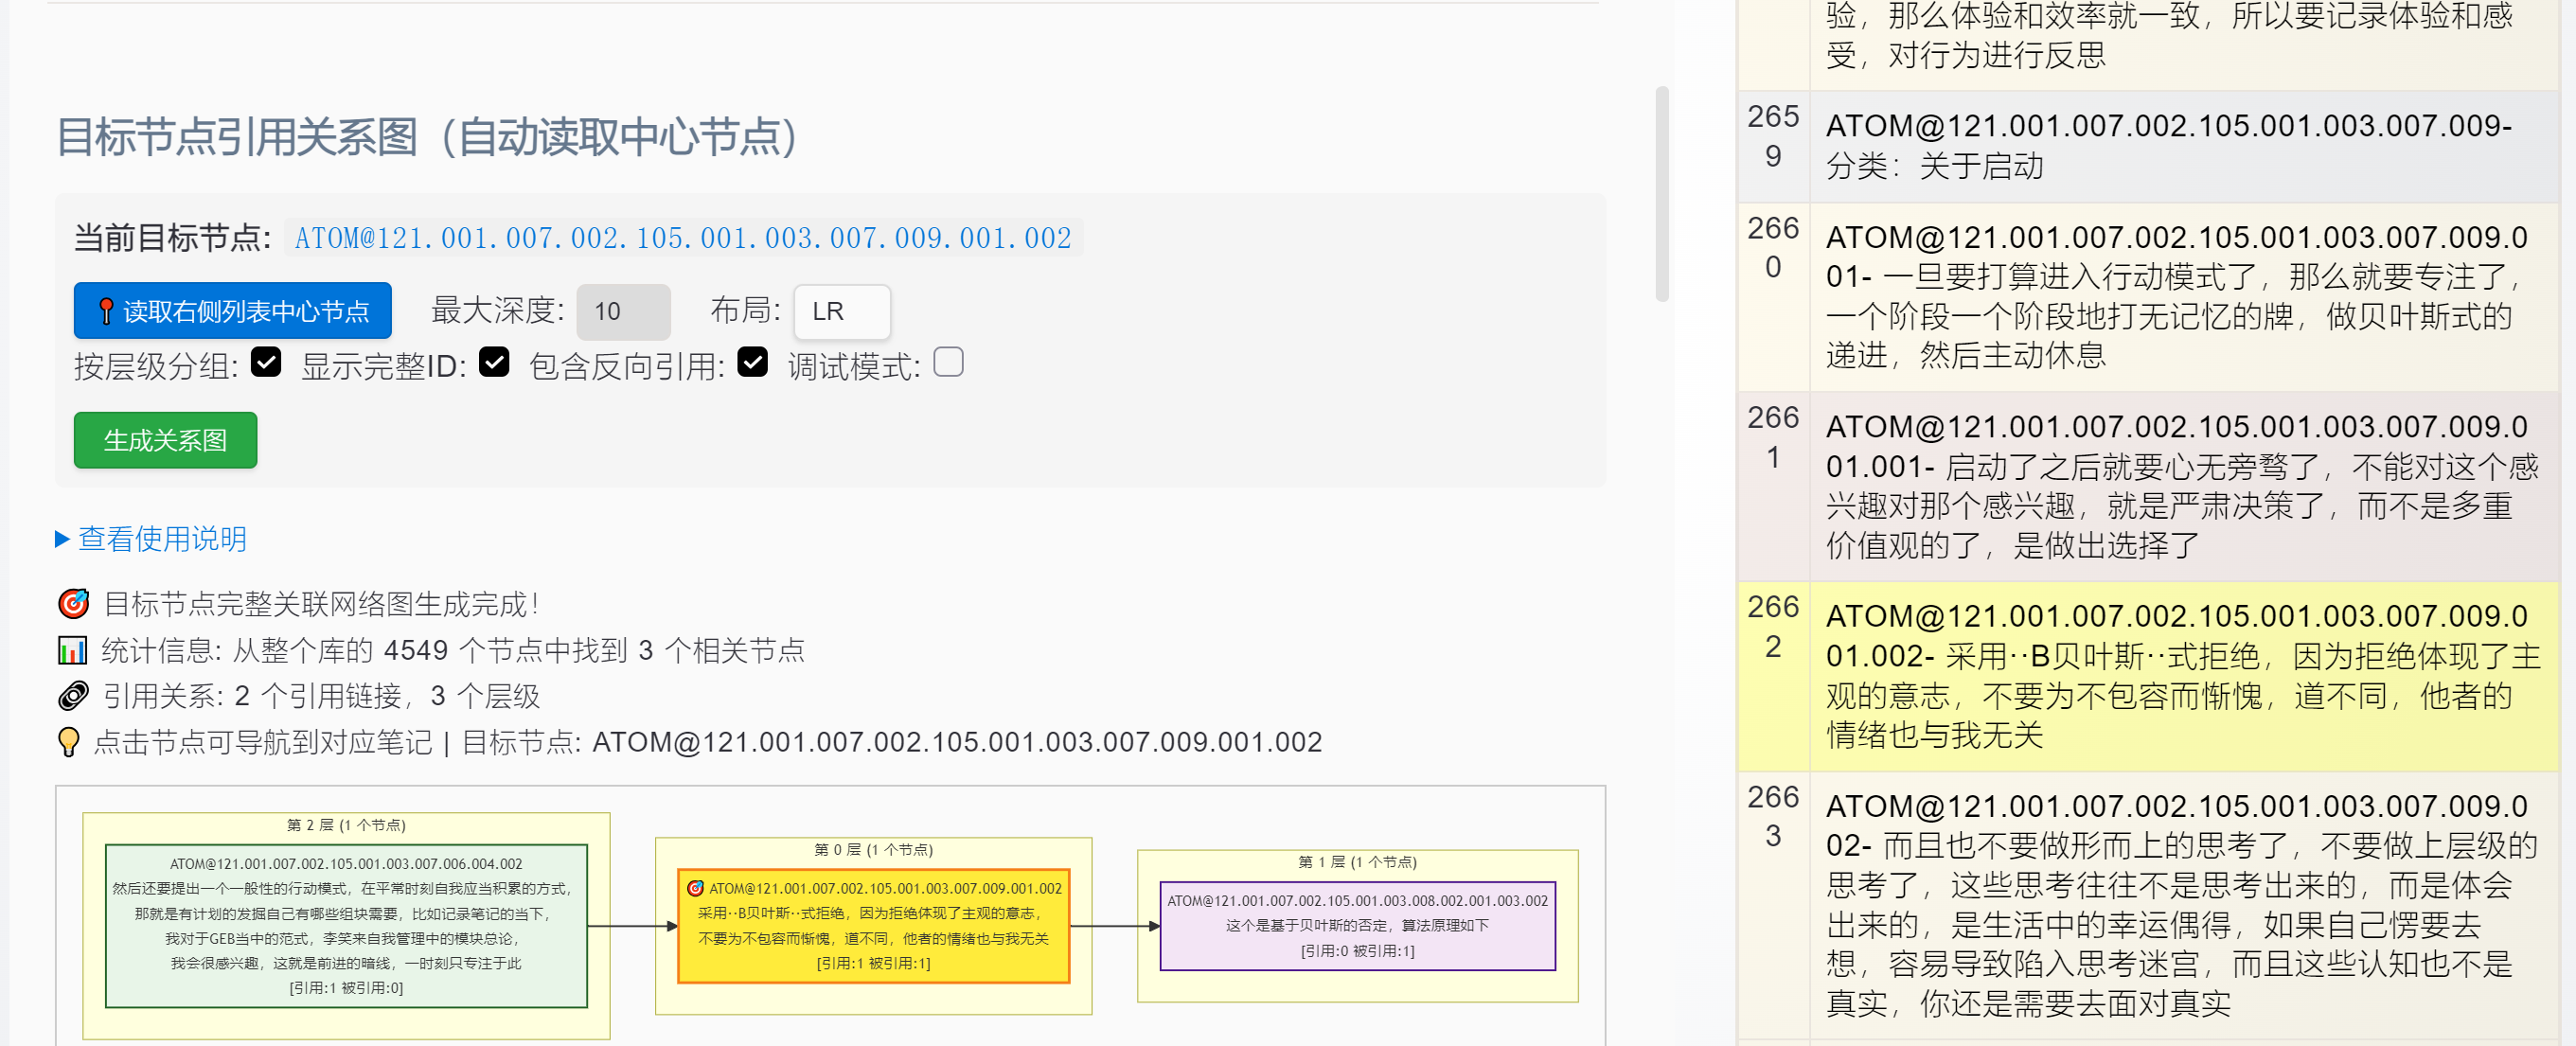 目标节点引用关系图（自动读取中心节点）
当前目标节点: ATOM@121.001.007.002.105.001.003.007.009.001.002
📍读取右侧列表中心节点 最大深度: 10 布局: LR
按层级分组: 显示完整ID: 包含反向引用: 调试模式:
生成关系图
▶ 查看使用说明
🎯 目标节点完整关联网络图生成完成!
📊 统计信息: 从整个库的 4549 个节点中找到 3 个相关节点
🔗 引用关系: 2 个引用链接, 3 个层级
💡 点击节点可导航到对应笔记 | 目标节点: ATOM@121.001.007.002.105.001.003.007.009.001.002
第 2 层 (1 个节点)
ATOM@121.001.007.002.105.001.003.007.006.004.002
然后还要提出一个一般性的行动模式，在平常时刻自我应当积累的方式，
那就是有计划的发掘自己有哪些组块需要，比如记录笔记的当下，
我对于GEB当中的范式，李笑来自我管理中的模块总论，
我会很感兴趣，这就是前进的暗线，一时刻只专注于此
[引用:1 被引用:0]
第 0 层 (1 个节点)
🎯 ATOM@121.001.007.002.105.001.003.007.009.001.002
采用··B贝叶斯··式拒绝，因为拒绝体现了主观的意志，
不要为不包容而惭愧，道不同，他者的情绪也与我无关
[引用:1 被引用:1]
第 1 层 (1 个节点)
ATOM@121.001.007.002.105.001.003.008.002.001.003.002
这个是基于贝叶斯的否定，算法原理如下
[引用:0 被引用:1]
验，那么体验和效率就一致，所以要记录体验和感
受，对行为进行反思
265
9
ATOM@121.001.007.002.105.001.003.007.009-
分类：关于启动
266
0
ATOM@121.001.007.002.105.001.003.007.009.0
01- 一旦要打算进入行动模式了，那么就要专注了，
一个阶段一个阶段地打无记忆的牌，做贝叶斯式的
递进，然后主动休息
266
1
ATOM@121.001.007.002.105.001.003.007.009.0
01.001- 启动了之后就要心无旁骛了，不能对这个感
兴趣对那个感兴趣，就是严肃决策了，而不是多重
价值观的了，是做出选择了
266
2
ATOM@121.001.007.002.105.001.003.007.009.0
01.002- 采用··B贝叶斯··式拒绝，因为拒绝体现了主
观的意志，不要为不包容而惭愧，道不同，他者的
情绪也与我无关
266
3
ATOM@121.001.007.002.105.001.003.007.009.0
02- 而且也不要做形而上的思考了，不要做上层级的
思考了，这些思考往往不是思考出来的，而是体会
出来的，是生活中的幸运偶得，如果自己愣要去
想，容易导致陷入思考迷宫，而且这些认知也不是
真实，你还是需要去面对真实